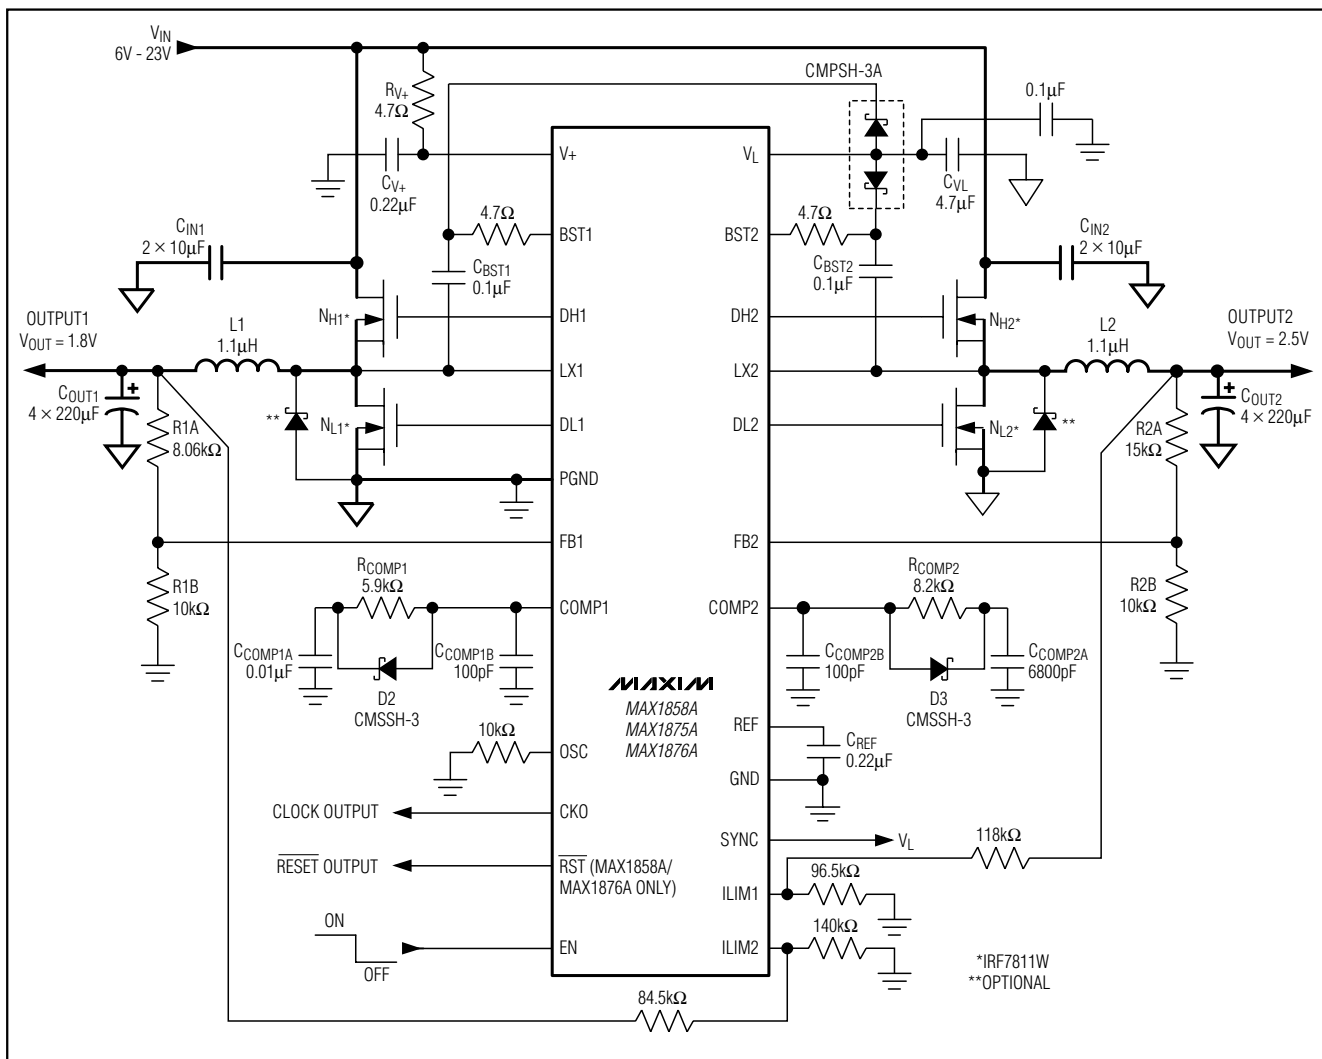 VIN
6V - 23V
RV+
4.7Ω
CMPSH-3A
0.1µF
V+
CV+
0.22µF
VL
CVL
4.7µF
4.7Ω
BST1
BST2
4.7Ω
CIN1
2 × 10µF
CBST1
0.1µF
CBST2
0.1µF
CIN2
2 × 10µF
NH1*
DH1
DH2
NH2*
OUTPUT1
VOUT = 1.8V
L1
1.1µH
LX1
LX2
L2
1.1µH
OUTPUT2
VOUT = 2.5V
COUT1
4 × 220µF
+
R1A
8.06kΩ
**
NL1*
DL1
DL2
NL2*
**
R2A
15kΩ
+
COUT2
4 × 220µF
PGND
FB1
FB2
R1B
10kΩ
RCOMP1
5.9kΩ
COMP1
COMP2
RCOMP2
8.2kΩ
R2B
10kΩ
CCOMP1A
0.01µF
D2
CMSSH-3
CCOMP1B
100pF
CCOMP2B
100pF
D3
CMSSH-3
CCOMP2A
6800pF
MAXIM
MAX1858A
MAX1875A
MAX1876A
10kΩ
OSC
REF
CREF
0.22µF
GND
CLOCK OUTPUT
CKO
SYNC
VL
118kΩ
RESET OUTPUT
RST (MAX1858A/
MAX1876A ONLY)
ILIM1
96.5kΩ
ON
OFF
EN
ILIM2
140kΩ
*IRF7811W
**OPTIONAL
84.5kΩ